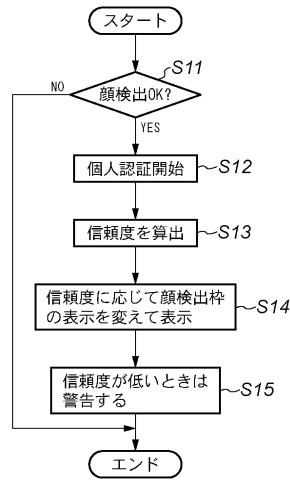 スタート
S11
顔検出OK?
NO
YES
個人認証開始
S12
信頼度を算出
S13
信頼度に応じて顔検出枠
の表示を変えて表示
S14
信頼度が低いときは
警告する
S15
エンド